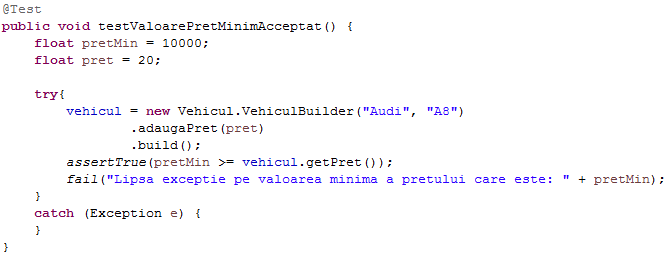 @Test
public void testValoarePretMinimAcceptat() {
    float pretMin = 10000;
    float pret = 20;

    try{
        vehicul = new Vehicul.VehiculBuilder("Audi", "A8")
                .adaugaPret(pret)
                .build();
        assertTrue(pretMin >= vehicul.getPret());
        fail("Lipsa exceptie pe valoarea minima a pretului care este: " + pretMin);
    }
    catch (Exception e) {
    }
}